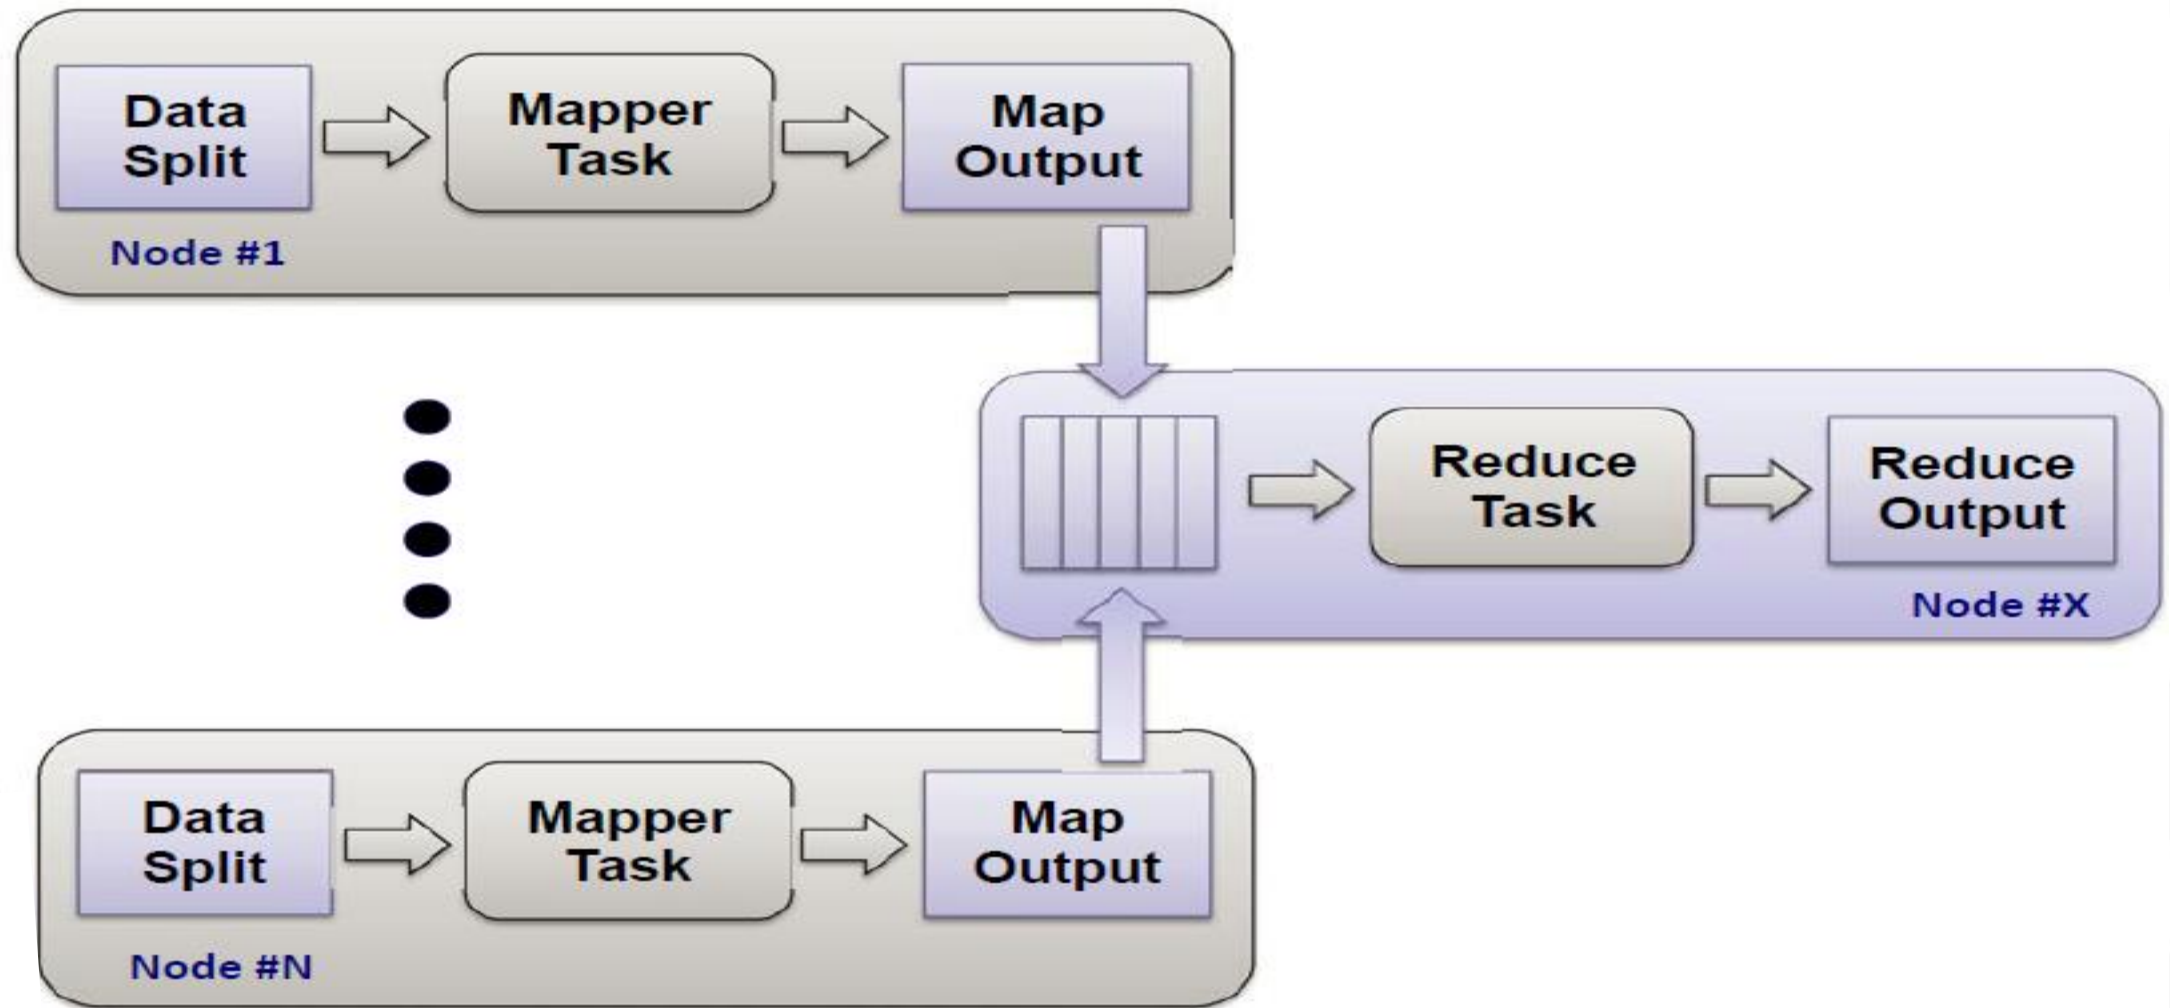 Data
Split
Mapper
Task
Map
Output
Node #1
Reduce
Task
Reduce
Output
Node #X
Data
Split
Mapper
Task
Map
Output
Node #N